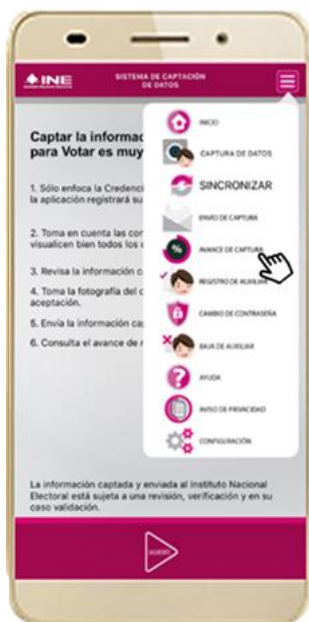 INE
SISTEMA DE CAPTACIÓN
DE DATOS
Captar la informac
para Votar es muy
1. Sólo enfoca la Credenci
la aplicación registrará su
2. Toma en cuenta las con
visualicen bien todos los
3. Revisa la información c
4. Toma la fotografía del c
aceptación.
5. Envía la información ca
6. Consulta el avance de r
INICIO
CAPTURA DE DATOS
SINCRONIZAR
ENVÍO DE CAPTURA
AVANCE DE CAPTURA
REGISTRO DE AUXILIAR
CAMBIO DE CONTRASEÑA
BAJA DE AUXILIAR
AYUDA
AVISO DE PRIVACIDAD
CONFIGURACIÓN
La información captada y enviada al Instituto Nacional
Electoral está sujeta a una revisión, verificación y en su
caso validación.
SIGUIENTE